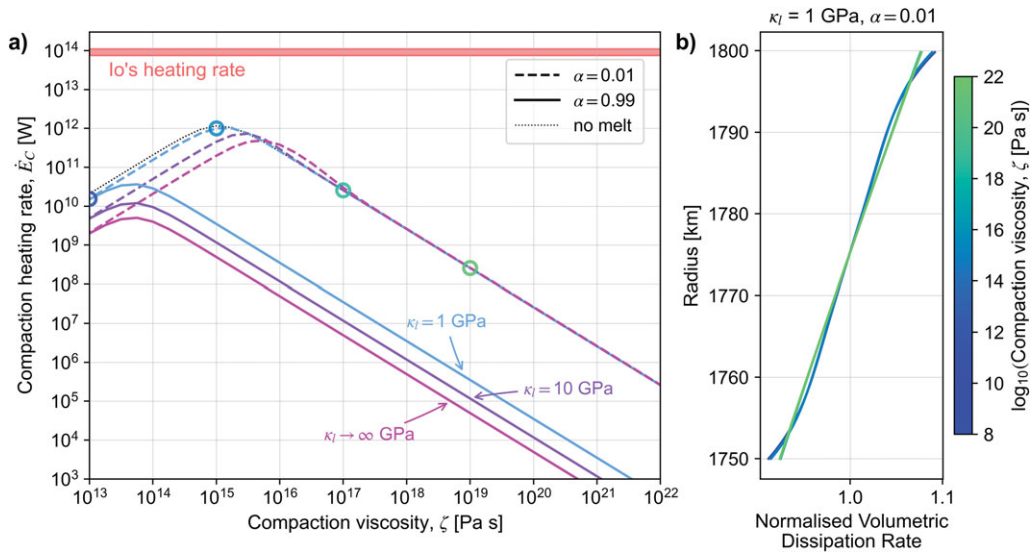 a)
Compaction heating rate, Ė_C [W]
10^14
10^13
10^12
10^11
10^10
10^9
10^8
10^7
10^6
10^5
10^4
10^3
Io's heating rate
α = 0.01
α = 0.99
no melt
κ_l = 1 GPa
κ_l = 10 GPa
κ_l → ∞ GPa
10^13 10^14 10^15 10^16 10^17 10^18 10^19 10^20 10^21 10^22
Compaction viscosity, ζ [Pa s]
κ_l = 1 GPa, α=0.01
b)
Radius [km]
1800
1790
1780
1770
1760
1750
1.0 1.1
Normalised Volumetric
Dissipation Rate
22
20
18
16
14
12
10
8
log₁₀(Compaction viscosity, ζ [Pa s])